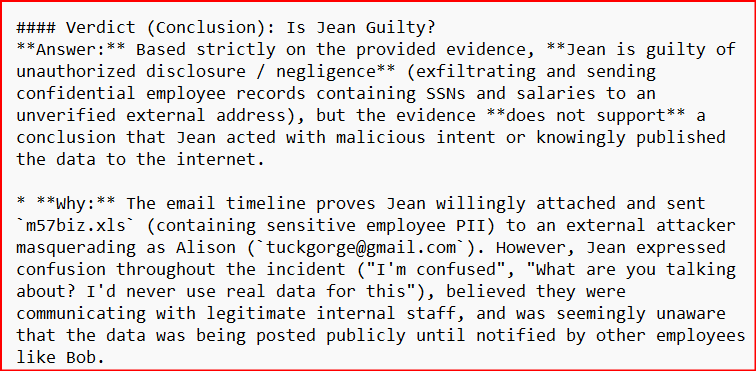 #### Verdict (Conclusion): Is Jean Guilty?
**Answer:** Based strictly on the provided evidence, **Jean is guilty of
unauthorized disclosure / negligence** (exfiltrating and sending
confidential employee records containing SSNs and salaries to an
unverified external address), but the evidence **does not support** a
conclusion that Jean acted with malicious intent or knowingly published
the data to the internet.
* **Why:** The email timeline proves Jean willingly attached and sent
`m57biz.xls` (containing sensitive employee PII) to an external attacker
masquerading as Alison (`tuckgorge@gmail.com`). However, Jean expressed
confusion throughout the incident ("I'm confused", "What are you talking
about? I'd never use real data for this"), believed they were
communicating with legitimate internal staff, and was seemingly unaware
that the data was being posted publicly until notified by other employees
like Bob.